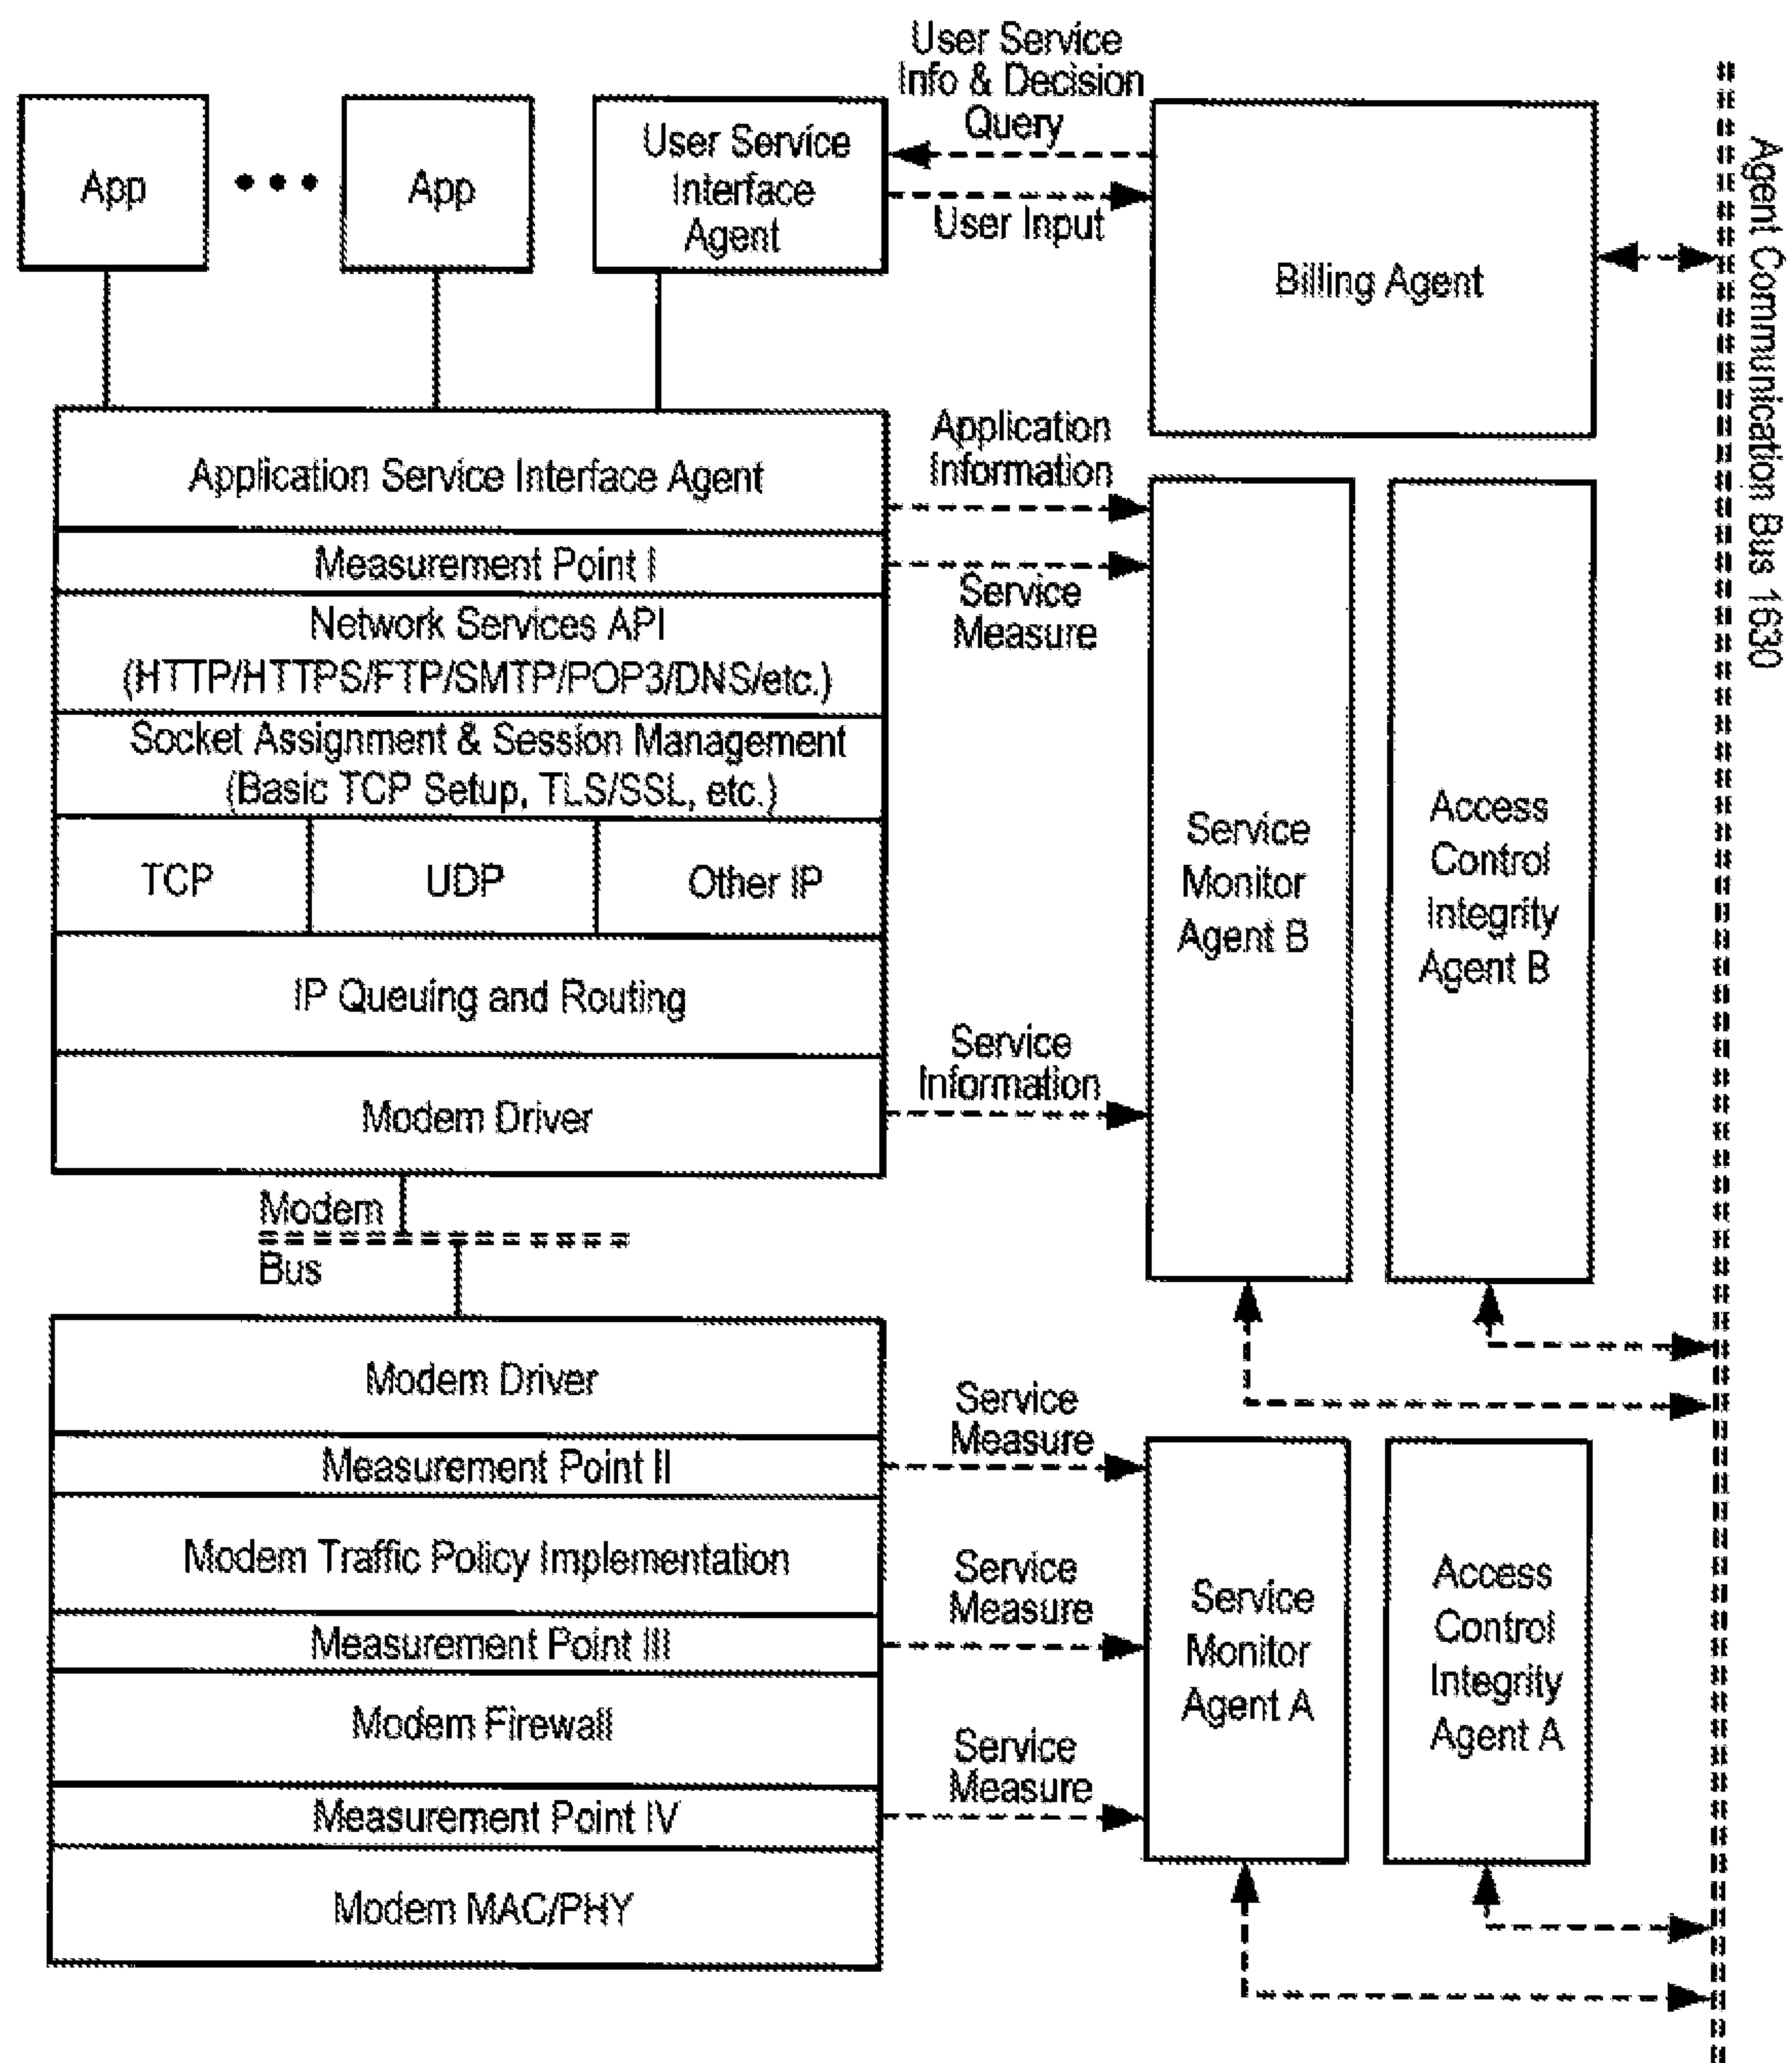 User Service
Info & Decision
Query
App
App
User Service
Interface
Agent
User Input
Billing Agent
Agent Communication Bus 1630
Application Service Interface Agent
Application
Information
Measurement Point I
Service
Measure
Network Services API
(HTTP/HTTPS/FTP/SMTP/POP3/DNS/etc.)
Socket Assignment & Session Management
(Basic TCP Setup, TLS/SSL, etc.)
TCP
UDP
Other IP
IP Queuing and Routing
Modem Driver
Service
Information
Service
Monitor
Agent B
Access
Control
Integrity
Agent B
Modem
Bus
Modem Driver
Measurement Point II
Service
Measure
Modem Traffic Policy Implementation
Measurement Point III
Service
Measure
Modem Firewall
Measurement Point IV
Service
Measure
Modem MAC/PHY
Service
Monitor
Agent A
Access
Control
Integrity
Agent A